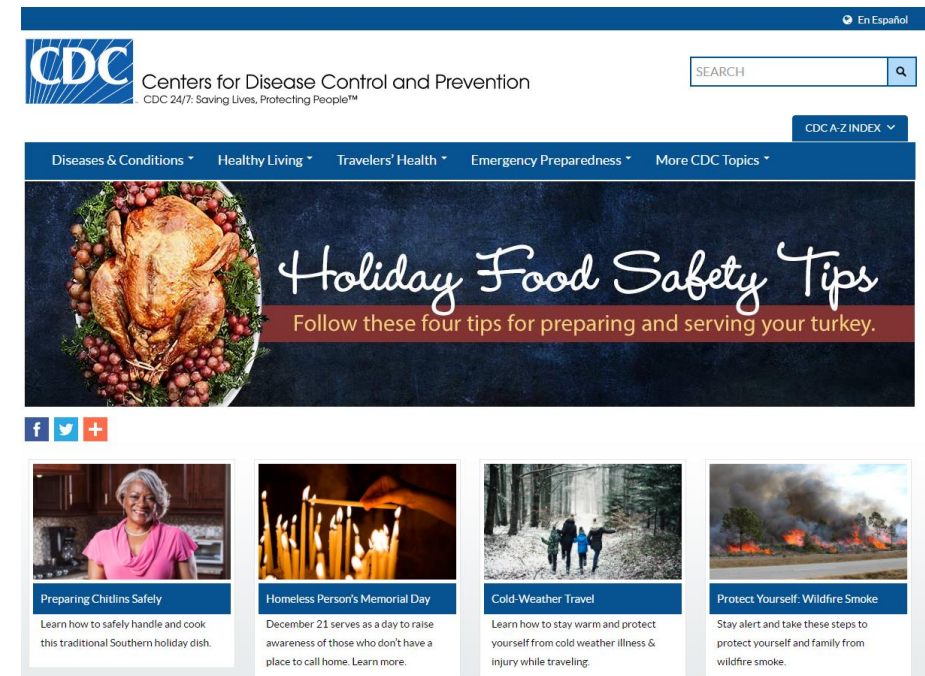 En Español
CDC
Centers for Disease Control and Prevention
CDC 24/7: Saving Lives, Protecting People™
SEARCH
CDC A-Z INDEX
Diseases & Conditions
Healthy Living
Travelers' Health
Emergency Preparedness
More CDC Topics
Holiday Food Safety Tips
Follow these four tips for preparing and serving your turkey.
Preparing Chitlins Safely
Learn how to safely handle and cook
this traditional Southern holiday dish.
Homeless Person's Memorial Day
December 21 serves as a day to raise
awareness of those who don't have a
place to call home. Learn more.
Cold-Weather Travel
Learn how to stay warm and protect
yourself from cold weather illness &
injury while traveling.
Protect Yourself: Wildfire Smoke
Stay alert and take these steps to
protect yourself and family from
wildfire smoke.